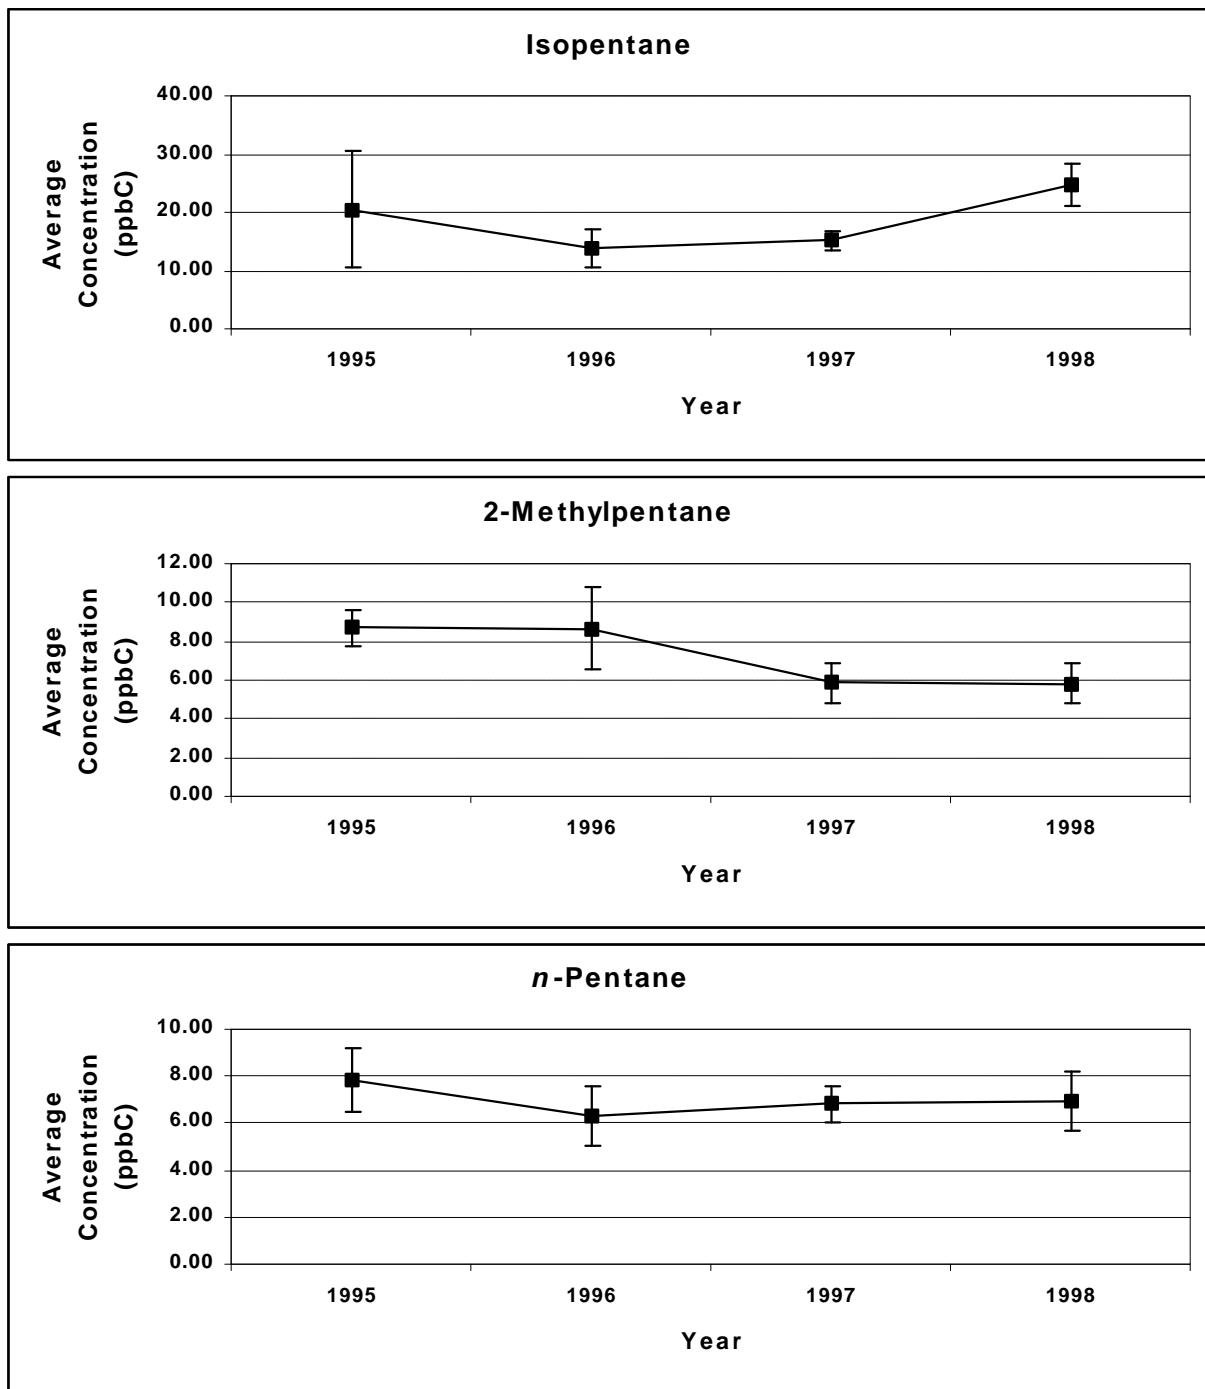 Isopentane
Average
Concentration
(ppbC)
40.00
30.00
20.00
10.00
0.00
1995 1996 1997 1998
Year
2-Methylpentane
Average
Concentration
(ppbC)
12.00
10.00
8.00
6.00
4.00
2.00
0.00
1995 1996 1997 1998
Year
n-Pentane
Average
Concentration
(ppbC)
10.00
8.00
6.00
4.00
2.00
0.00
1995 1996 1997 1998
Year